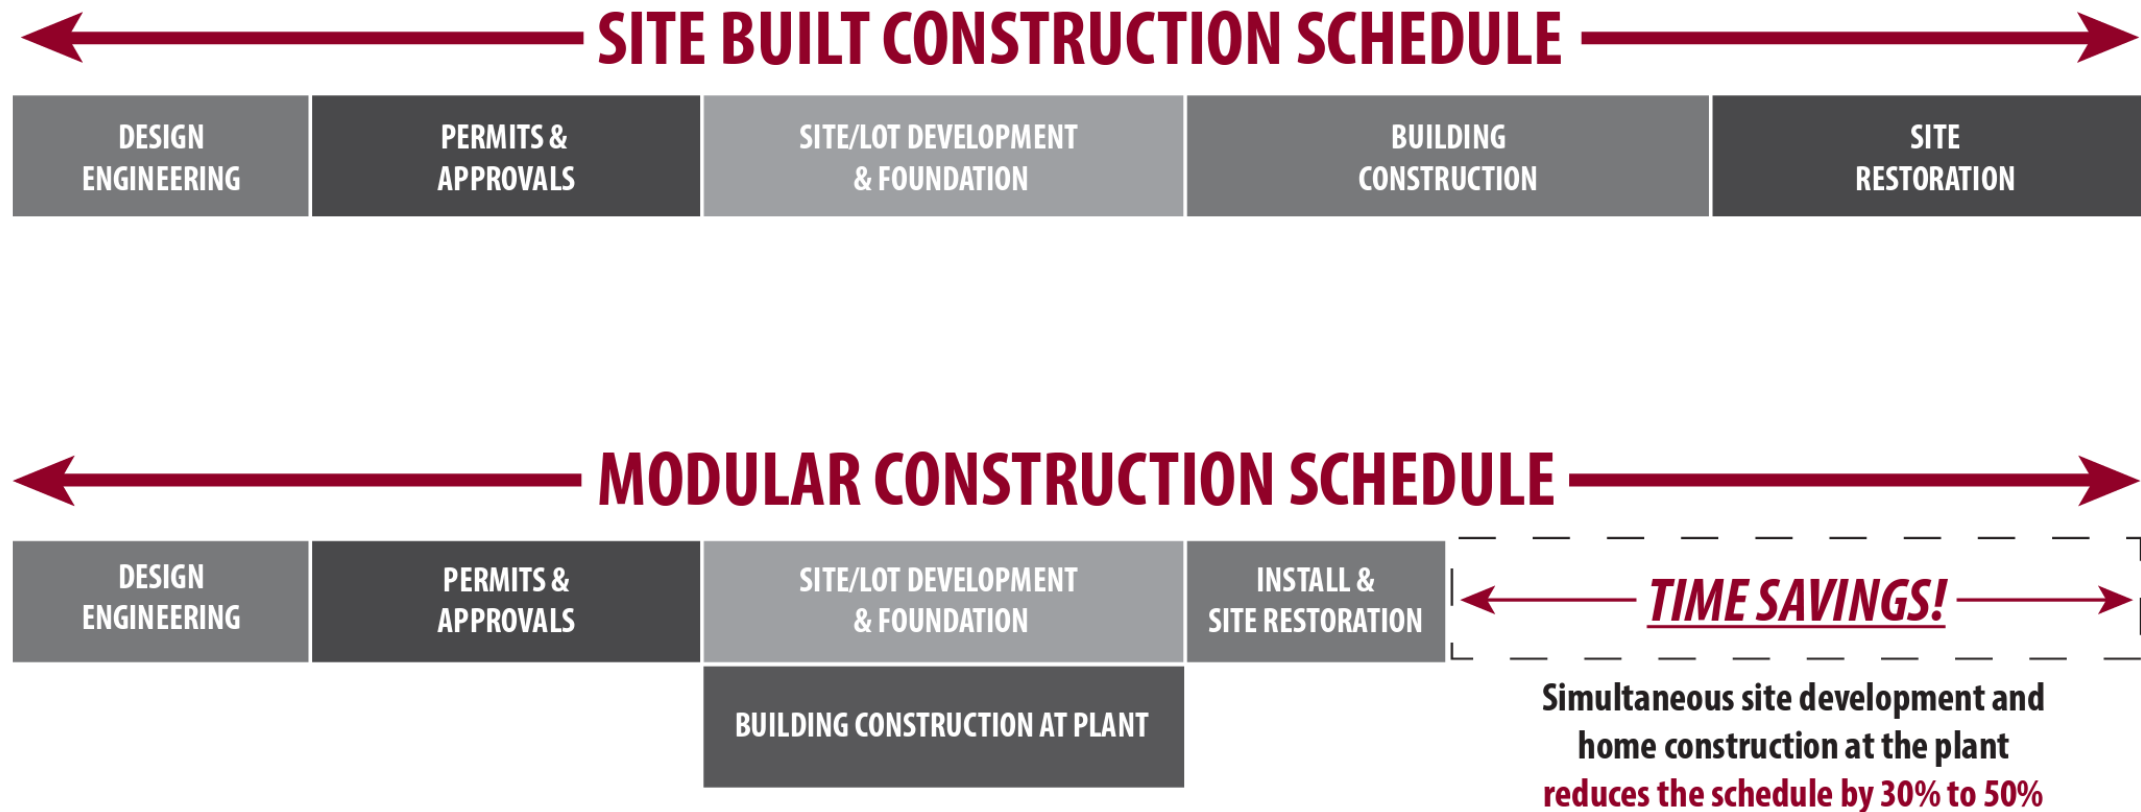 SITE BUILT CONSTRUCTION SCHEDULE
DESIGN
ENGINEERING
PERMITS &
APPROVALS
SITE/LOT DEVELOPMENT
& FOUNDATION
BUILDING
CONSTRUCTION
SITE
RESTORATION
MODULAR CONSTRUCTION SCHEDULE
DESIGN
ENGINEERING
PERMITS &
APPROVALS
SITE/LOT DEVELOPMENT
& FOUNDATION
INSTALL &
SITE RESTORATION
TIME SAVINGS!
BUILDING CONSTRUCTION AT PLANT
Simultaneous site development and
home construction at the plant
reduces the schedule by 30% to 50%